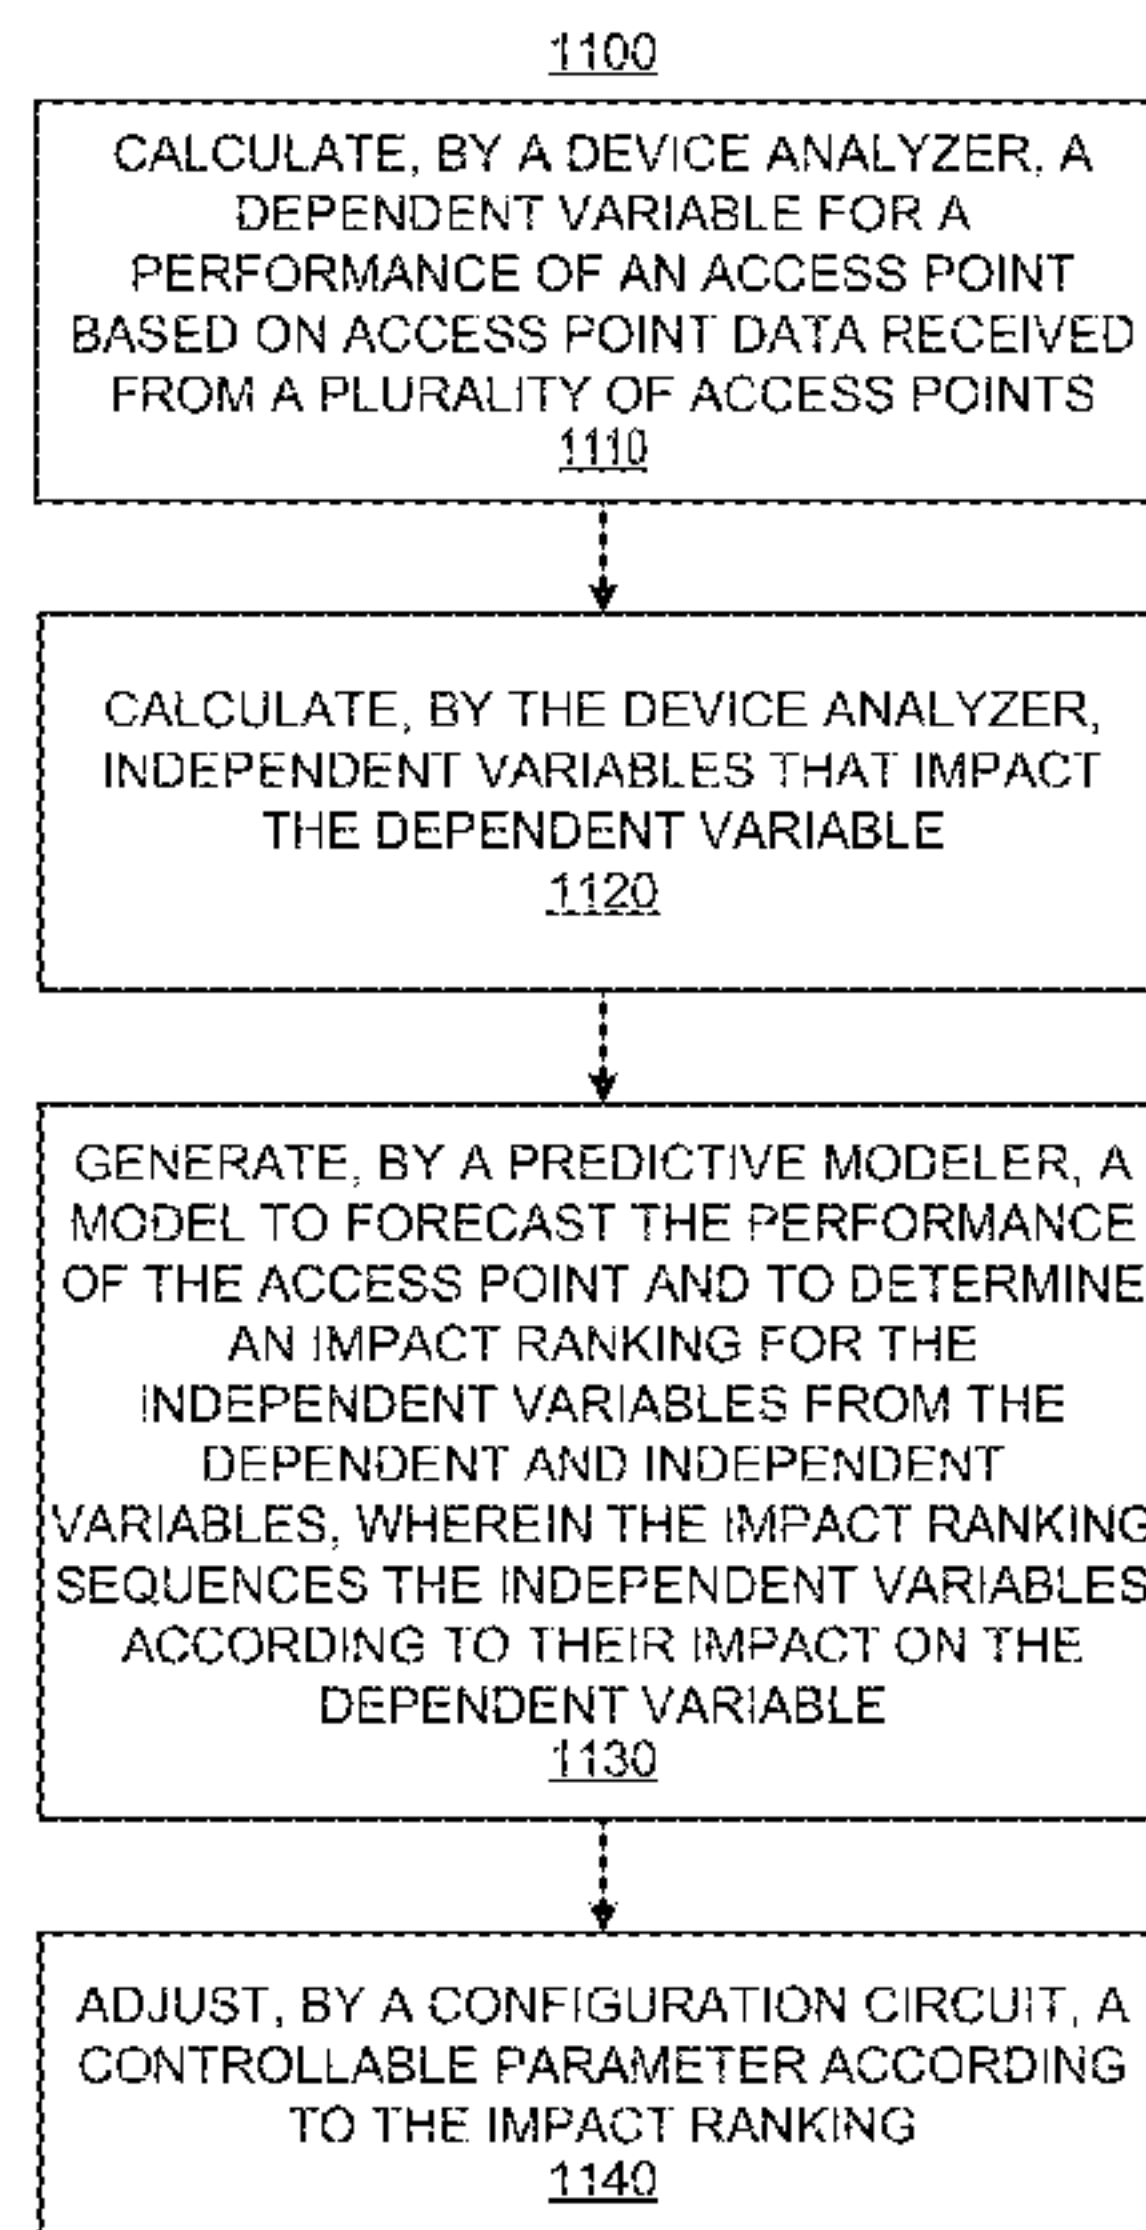 1100
CALCULATE, BY A DEVICE ANALYZER, A
DEPENDENT VARIABLE FOR A
PERFORMANCE OF AN ACCESS POINT
BASED ON ACCESS POINT DATA RECEIVED
FROM A PLURALITY OF ACCESS POINTS
1110
CALCULATE, BY THE DEVICE ANALYZER,
INDEPENDENT VARIABLES THAT IMPACT
THE DEPENDENT VARIABLE
1120
GENERATE, BY A PREDICTIVE MODELER, A
MODEL TO FORECAST THE PERFORMANCE
OF THE ACCESS POINT AND TO DETERMINE
AN IMPACT RANKING FOR THE
INDEPENDENT VARIABLES FROM THE
DEPENDENT AND INDEPENDENT
VARIABLES, WHEREIN THE IMPACT RANKING
SEQUENCES THE INDEPENDENT VARIABLES
ACCORDING TO THEIR IMPACT ON THE
DEPENDENT VARIABLE
1130
ADJUST, BY A CONFIGURATION CIRCUIT, A
CONTROLLABLE PARAMETER ACCORDING
TO THE IMPACT RANKING
1140